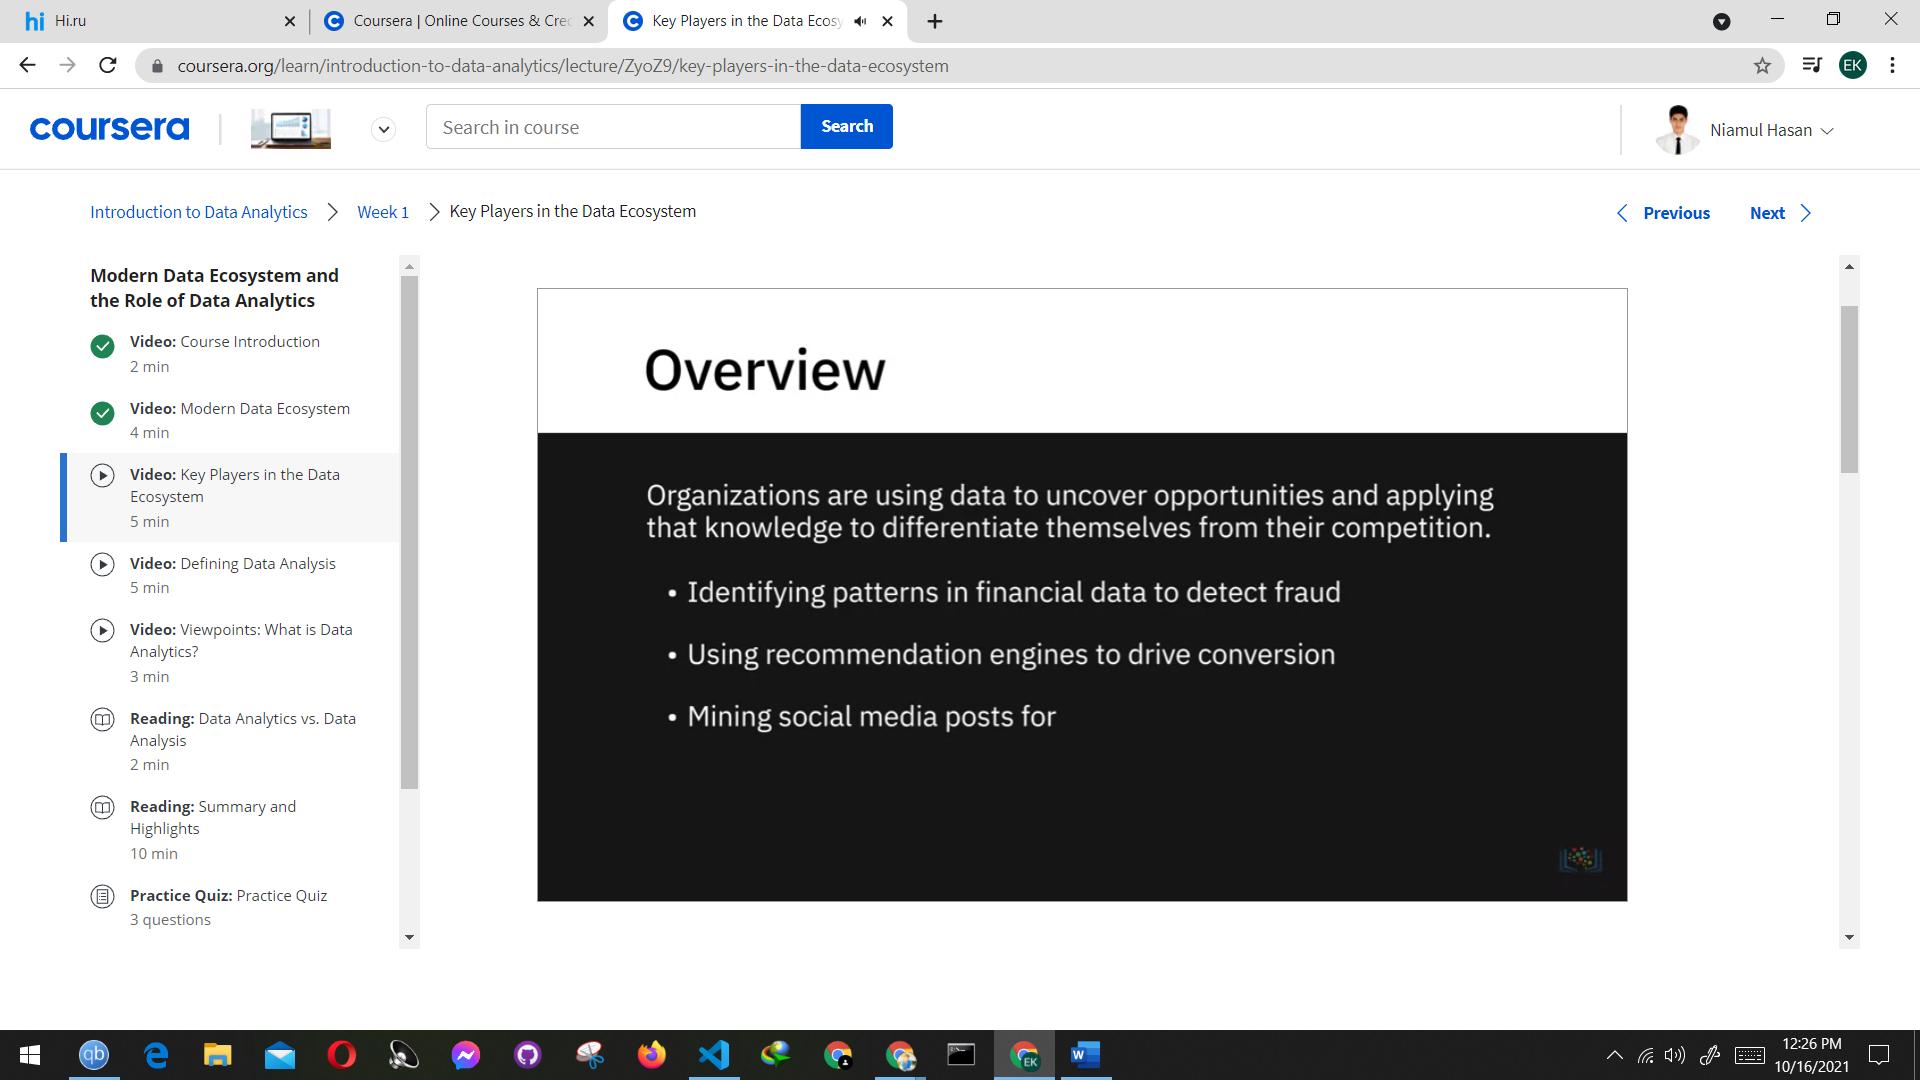 Hi.ru
Coursera | Online Courses & Cred
Key Players in the Data Ecosy
coursera.org/learn/introduction-to-data-analytics/lecture/ZyoZ9/key-players-in-the-data-ecosystem
EK
coursera
Search in course
Search
Niamul Hasan
Introduction to Data Analytics
Week 1
Key Players in the Data Ecosystem
Previous
Next
Modern Data Ecosystem and
the Role of Data Analytics
Video: Course Introduction
2 min
Video: Modern Data Ecosystem
4 min
Video: Key Players in the Data
Ecosystem
5 min
Video: Defining Data Analysis
5 min
Video: Viewpoints: What is Data
Analytics?
3 min
Reading: Data Analytics vs. Data
Analysis
2 min
Reading: Summary and
Highlights
10 min
Practice Quiz: Practice Quiz
3 questions
Overview
Organizations are using data to uncover opportunities and applying
that knowledge to differentiate themselves from their competition.
• Identifying patterns in financial data to detect fraud
• Using recommendation engines to drive conversion
• Mining social media posts for
12:26 PM
10/16/2021